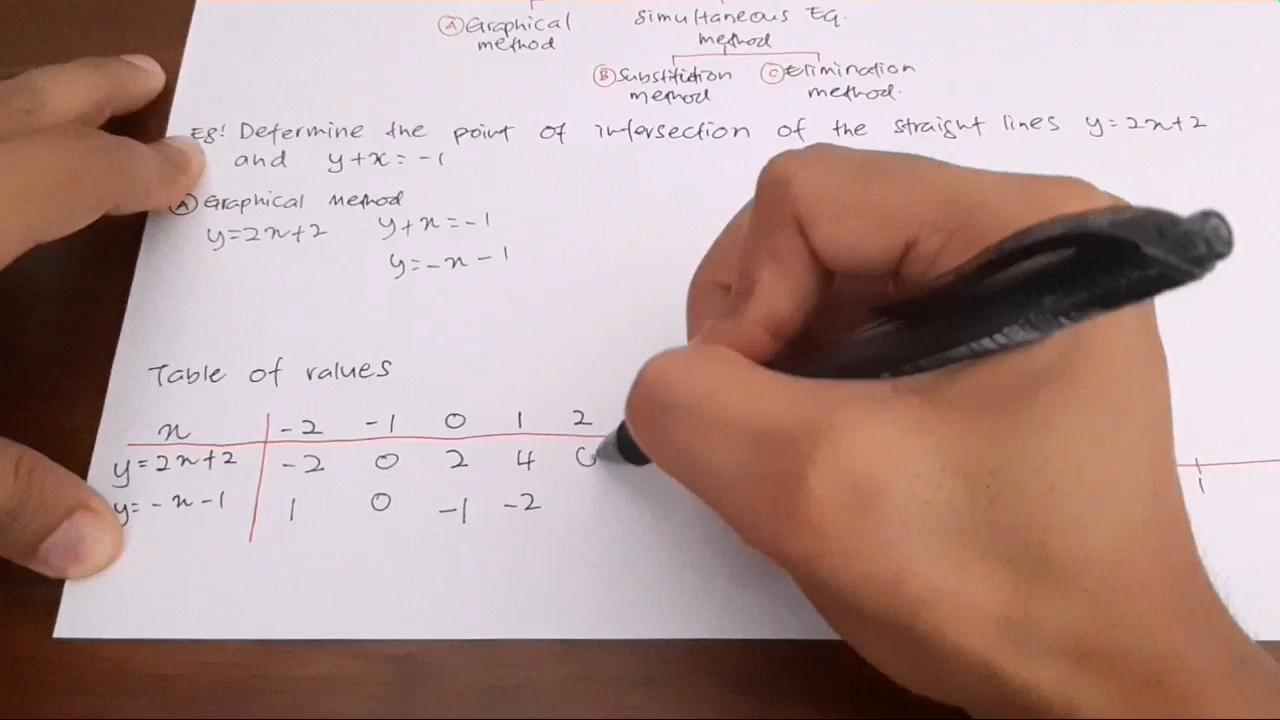 Ⓐ Graphical method
Simultaneous Eq. method
Ⓑ Substitution method
Ⓒ Elimination method.
Eg: Determine the point of intersection of the straight lines y=2x+2
and y+x=-1
Ⓐ Graphical Method
y=2x+2 y+x=-1
y=-x-1
Table of values
x -2 -1 0 1 2
y=2x+2 -2 0 2 4
y=-x-1 1 0 -1 -2
1